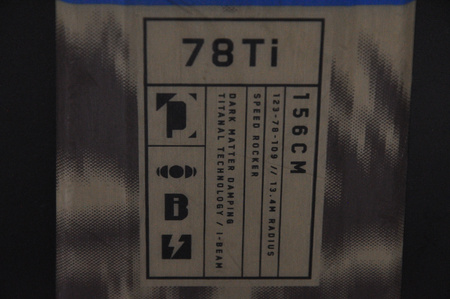 78Ti
156CM
123-78-109 // 13.4M RADIUS
SPEED ROCKER
DARK MATTER DAMPING
TITANAL TECHNOLOGY / I-BEAM
P
i